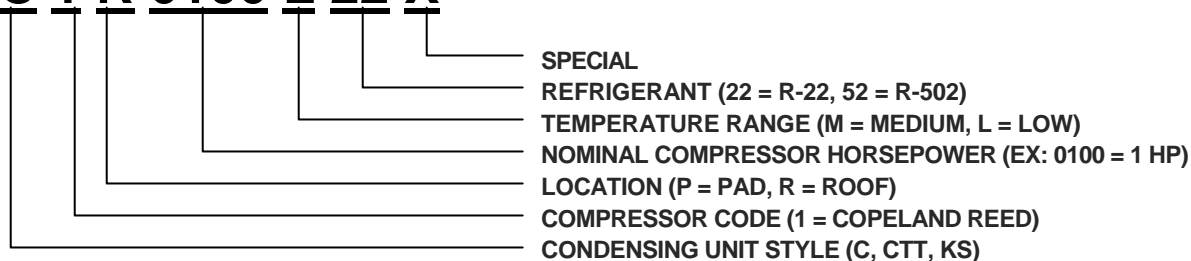 SPECIAL
REFRIGERANT (22 = R-22, 52 = R-502)
TEMPERATURE RANGE (M = MEDIUM, L = LOW)
NOMINAL COMPRESSOR HORSEPOWER (EX: 0100 = 1 HP)
LOCATION (P = PAD, R = ROOF)
COMPRESSOR CODE (1 = COPELAND REED)
CONDENSING UNIT STYLE (C, CTT, KS)